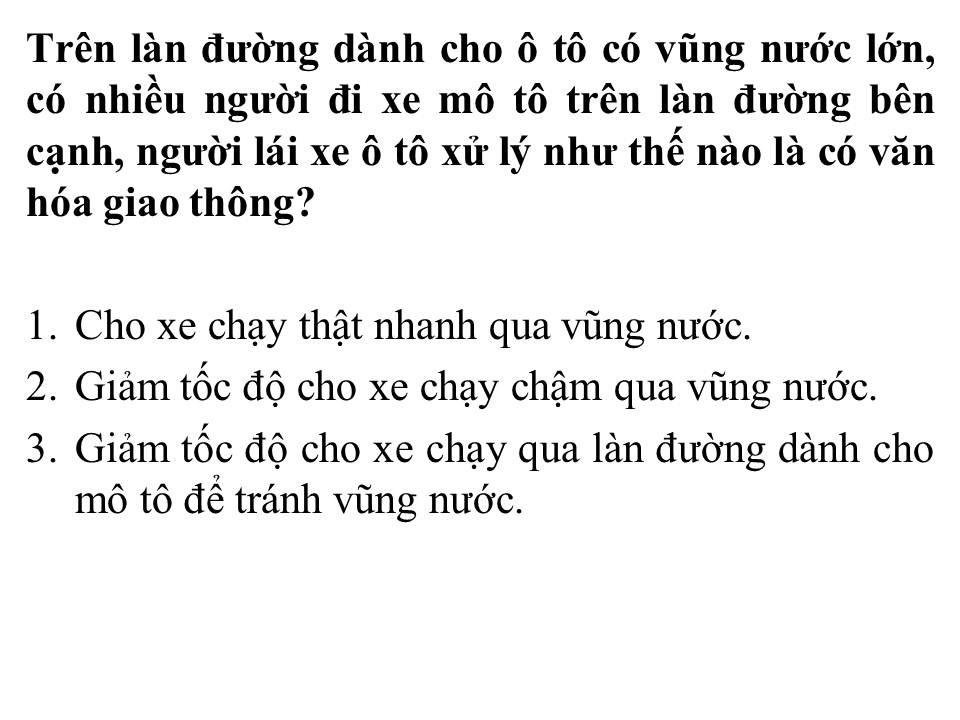 Trên làn đường dành cho ô tô có vũng nước lớn,
có nhiều người đi xe mô tô trên làn đường bên
cạnh, người lái xe ô tô xử lý như thế nào là có văn
hóa giao thông?
1. Cho xe chạy thật nhanh qua vũng nước.
2. Giảm tốc độ cho xe chạy chậm qua vũng nước.
3. Giảm tốc độ cho xe chạy qua làn đường dành cho
mô tô để tránh vũng nước.